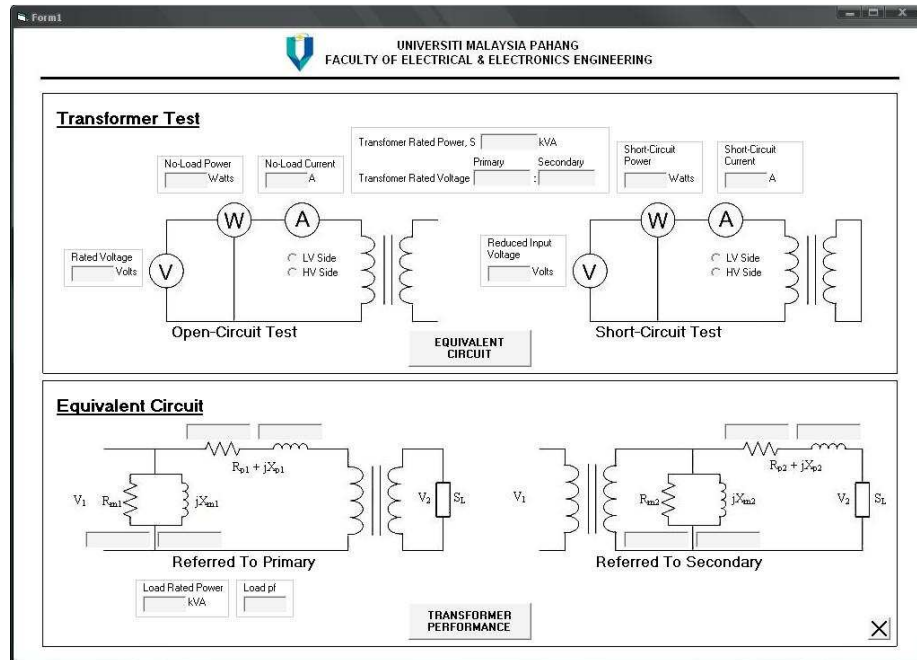 Form1
UNIVERSITI MALAYSIA PAHANG
FACULTY OF ELECTRICAL & ELECTRONICS ENGINEERING
Transformer Test
Transfomer Rated Power, S kVA
Primary Secondary
Transfomer Rated Voltage :
No-Load Power
Watts
No-Load Current
A
Short-Circuit
Power
Watts
Short-Circuit
Current
A
W
A
Rated Voltage
Volts
V
LV Side
HV Side
Open-Circuit Test
W
A
Reduced Input
Voltage
Volts
V
LV Side
HV Side
Short-Circuit Test
EQUIVALENT
CIRCUIT
Equivalent Circuit
Rp1 + jXp1
V1 Rm1 jXm1 V2 SL
Referred To Primary
Rp2 + jXp2
V1 Rm2 jXm2 V2 SL
Referred To Secondary
Load Rated Power
kVA
Load pf
TRANSFORMER
PERFORMANCE
X